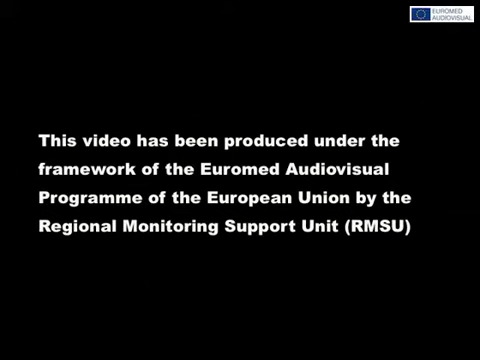 EUROMED
AUDIOVISUAL
This video has been produced under the
framework of the Euromed Audiovisual
Programme of the European Union by the
Regional Monitoring Support Unit (RMSU)